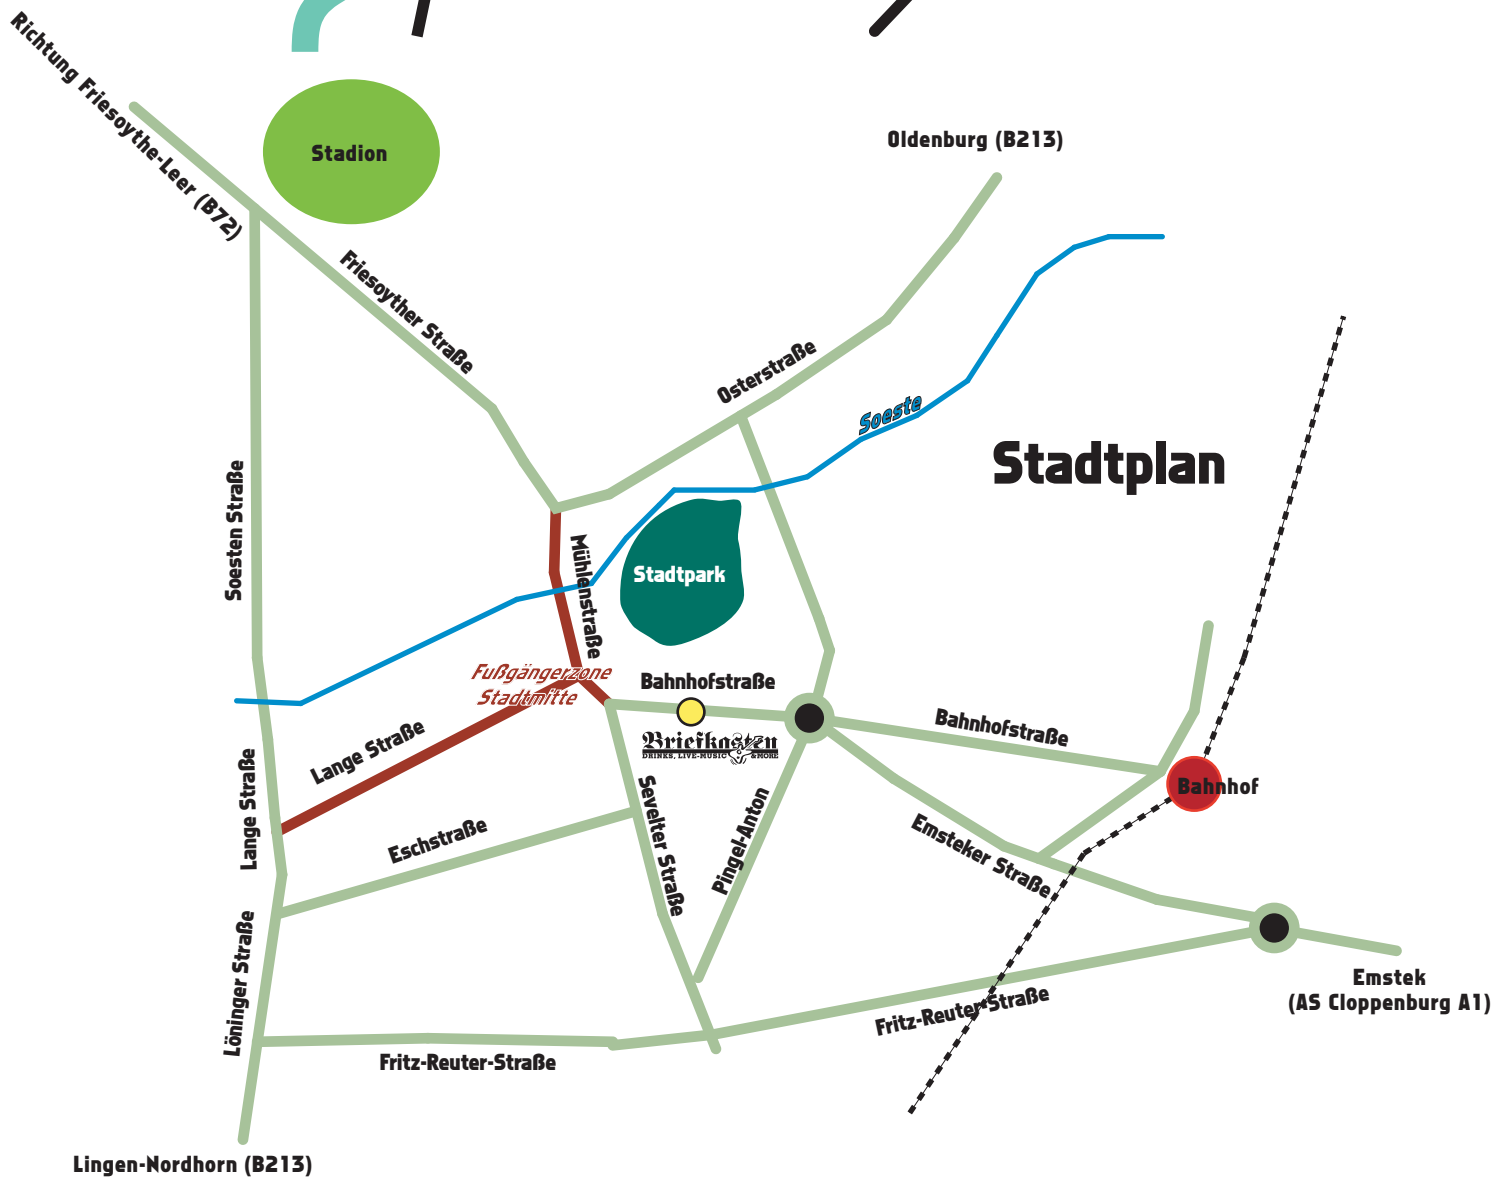 Richtung Friesoythe-Leer (B72)
Stadion
Oldenburg (B213)
Friesoyther Straße
Osterstraße
Soeste
Stadtplan
Soesten Straße
Mühlenstraße
Stadtpark
Fußgängerzone
Stadtmitte
Bahnhofstraße
Briefkasten
DRINKS, LIVE-MUSIC & MORE
Bahnhofstraße
Bahnhof
Lange Straße
Lange Straße
Eschstraße
Sevelter Straße
Pingel-Anton
Emsteker Straße
Löninger Straße
Emstek
(AS Cloppenburg A1)
Fritz-Reuter-Straße
Fritz-Reuter-Straße
Lingen-Nordhorn (B213)